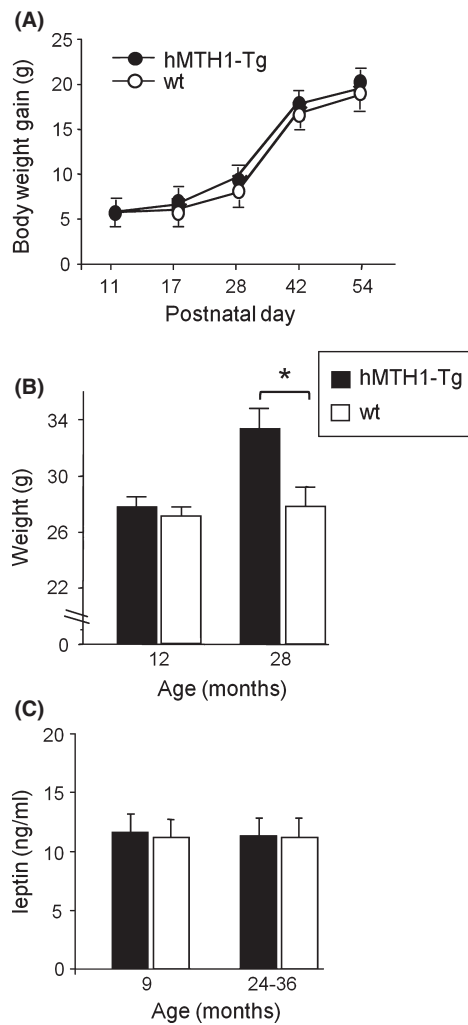 (A)
25
20
15
10
5
0
Body weight gain (g)
hMTH1-Tg
wt
11 17 28 42 54
Postnatal day
(B)
hMTH1-Tg
wt
*
34
30
26
22
0
Weight (g)
12 28
Age (months)
(C)
20
15
10
5
0
leptin (ng/ml)
9 24-36
Age (months)